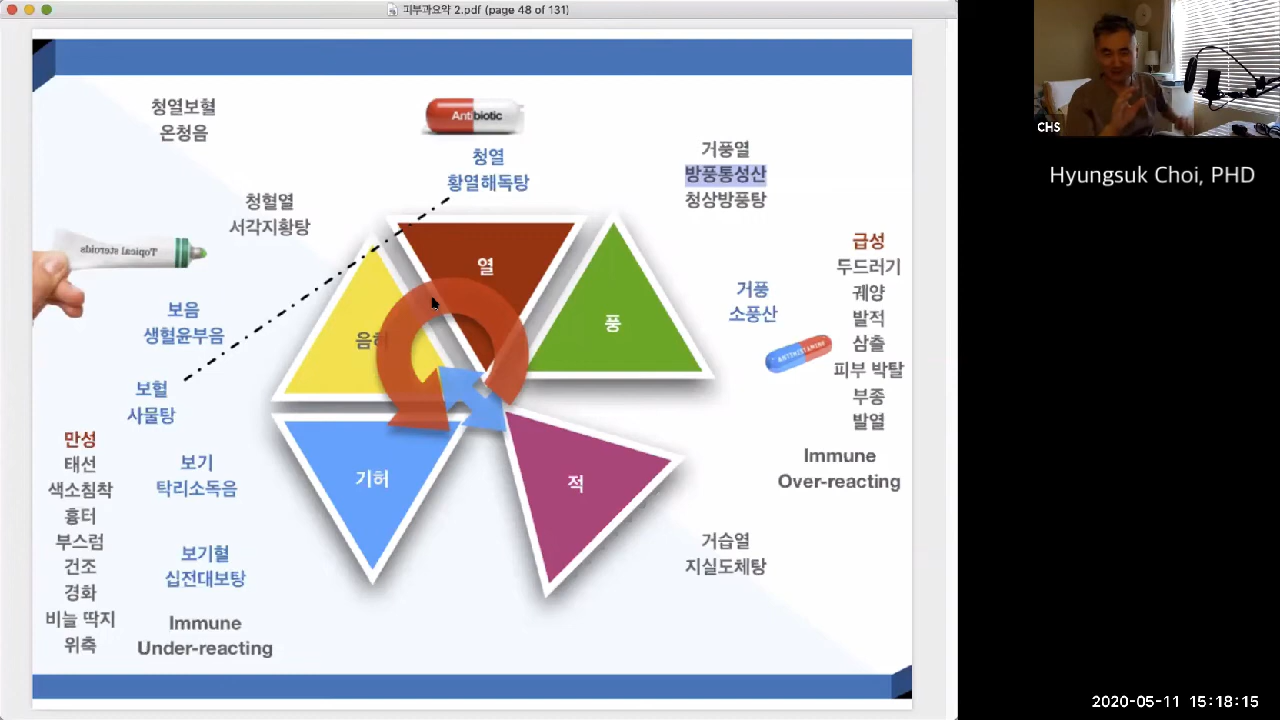 피부과요약 2.pdf (page 48 of 131)
청열보혈
온청음
Antibiotic
청열
황열해독탕
거풍열
방풍통성산
청상방풍탕
청혈열
서각지황탕
Topical steroids
보음
생혈윤부음
보혈
사물탕
열
음허
풍
거풍
소풍산
ANTIHISTAMINE
급성
두드러기
궤양
발적
삼출
피부 박탈
부종
발열
Immune
Over-reacting
만성
태선
색소침착
흉터
부스럼
건조
경화
비늘 딱지
위축
보기
탁리소독음
기허
적
보기혈
십전대보탕
Immune
Under-reacting
거습열
지실도체탕
CHS
Hyungsuk Choi, PHD
2020-05-11 15:18:15